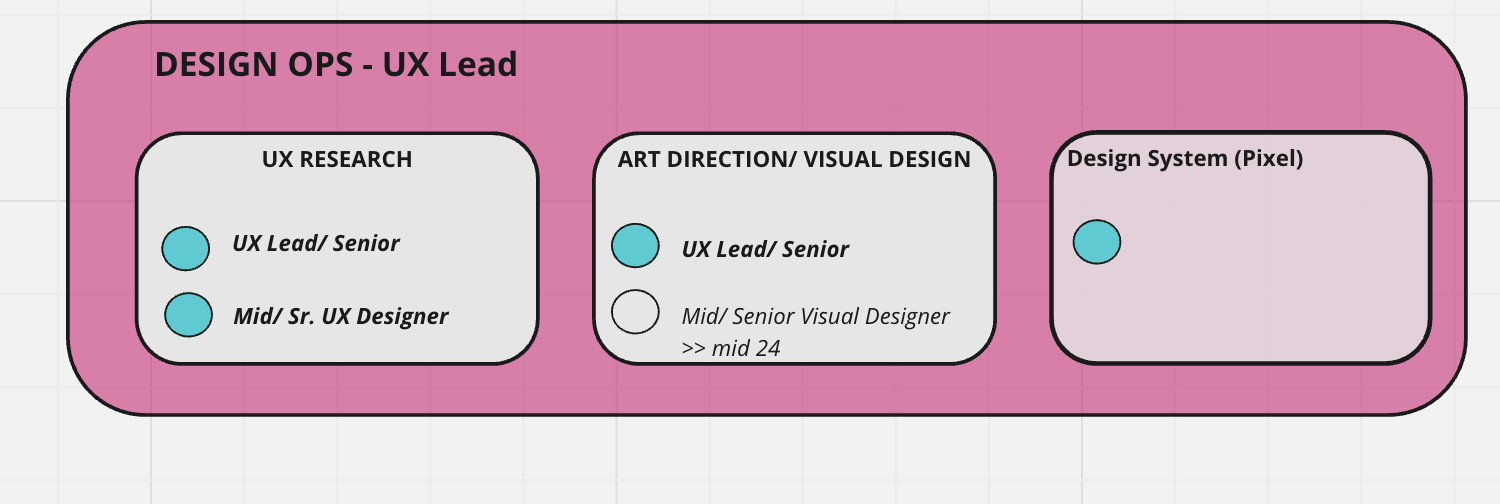 DESIGN OPS - UX Lead
UX RESEARCH
UX Lead/ Senior
Mid/ Sr. UX Designer
ART DIRECTION/ VISUAL DESIGN
UX Lead/ Senior
Mid/ Senior Visual Designer
>> mid 24
Design System (Pixel)